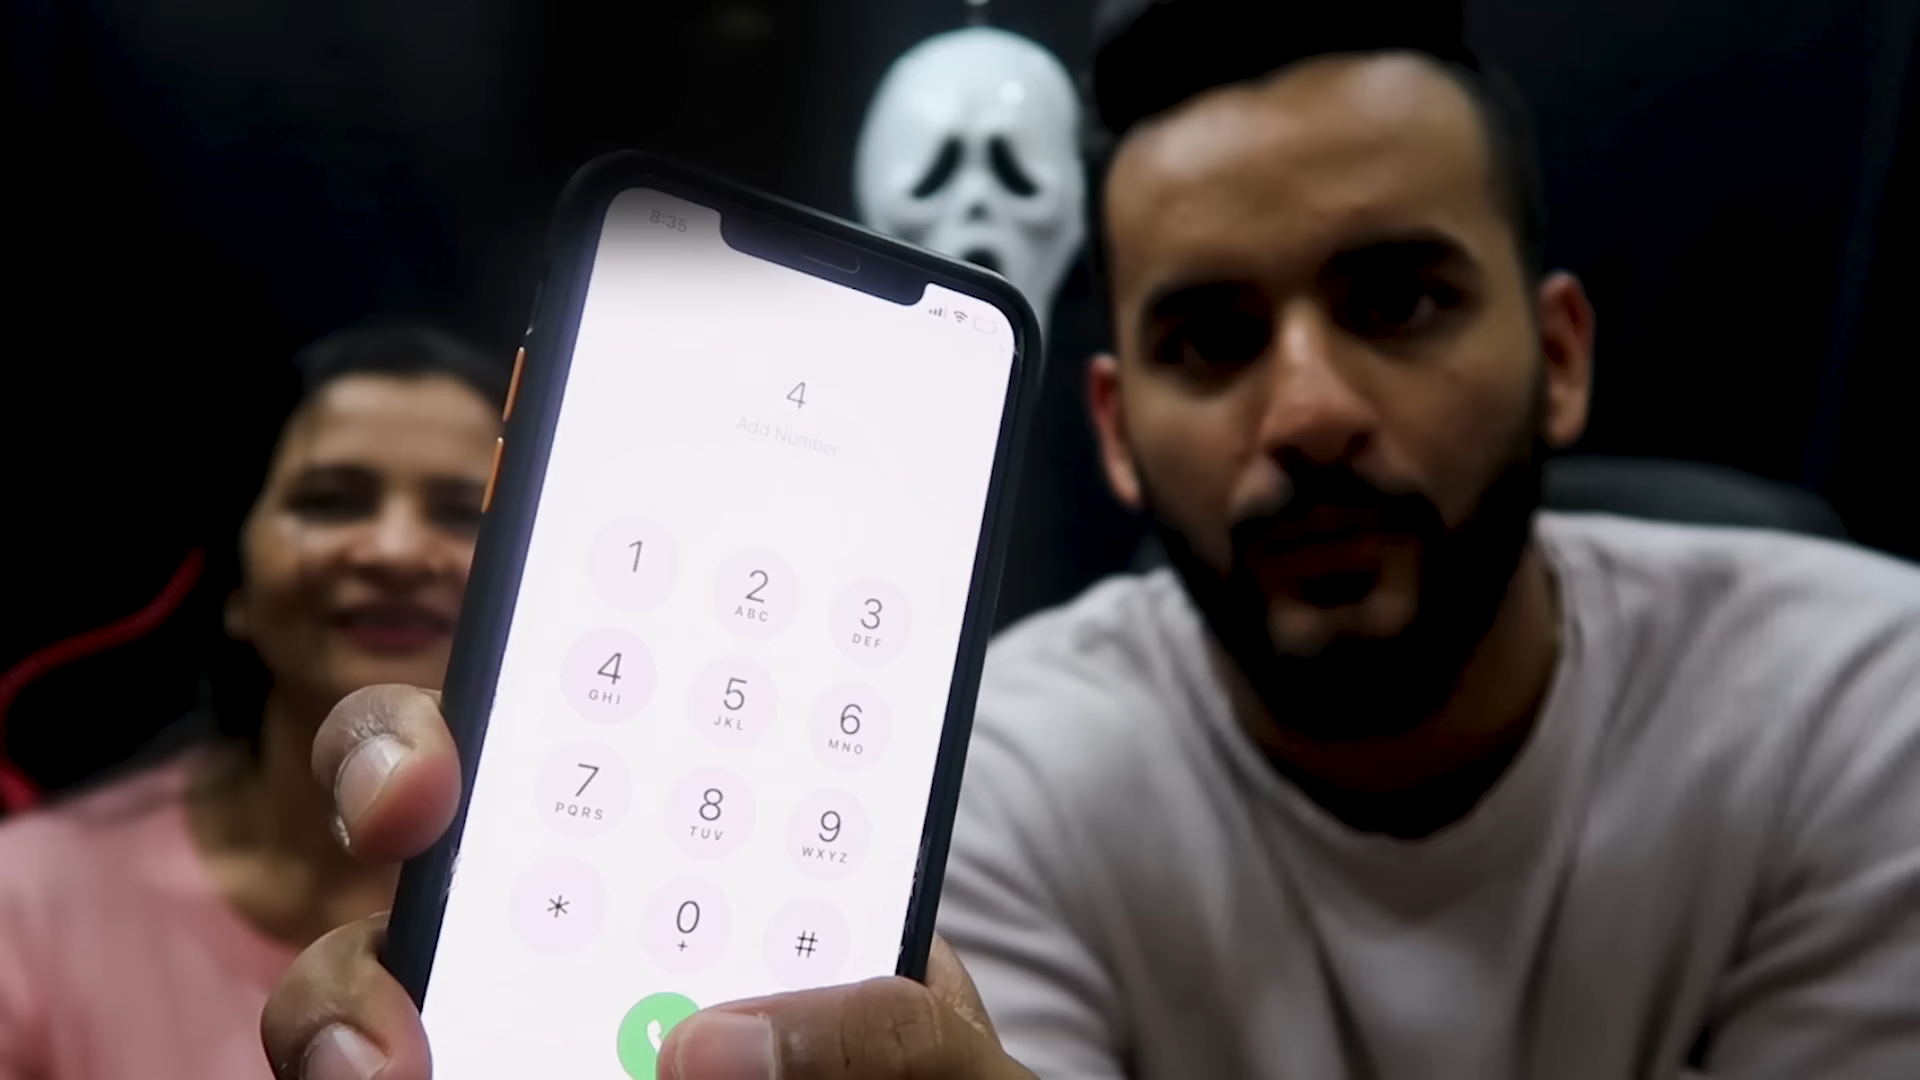 8:35
4
Add Number
1 2 3
ABC DEF
4 5 6
GHI JKL MNO
7 8 9
PQRS TUV WXYZ
* 0 #
+